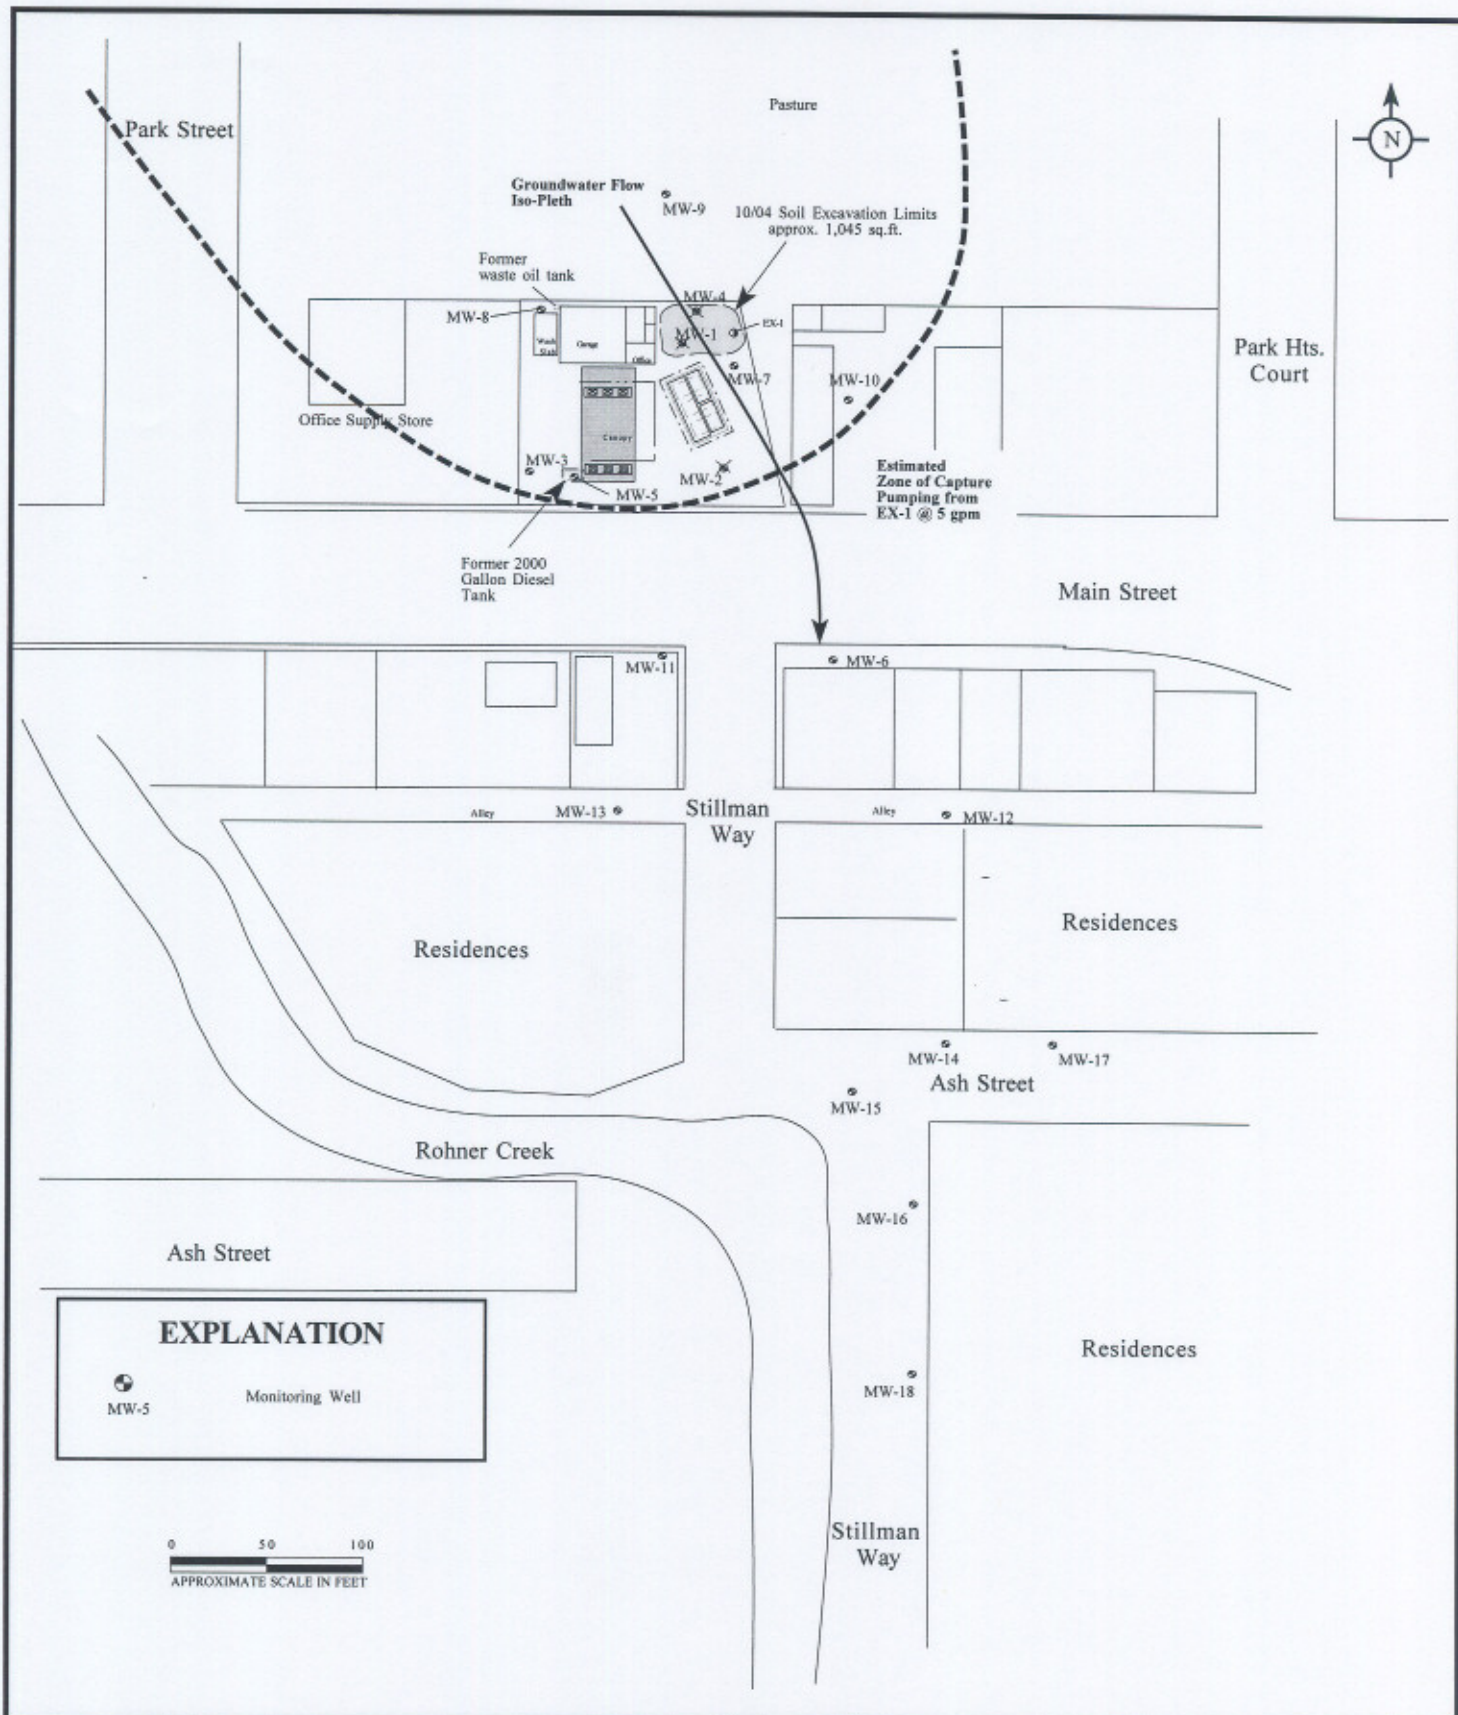 Pasture
N
Park Street
Groundwater Flow
Iso-Pleth
MW-9
10/04 Soil Excavation Limits
approx. 1,045 sq.ft.
Former
waste oil tank
MW-4
MW-8
EX-1
MW-1
Wash
Slab
Garage
Office
Park Hts.
Court
MW-7
MW-10
Office Supply Store
Canopy
MW-3
MW-2
MW-5
Estimated
Zone of Capture
Pumping from
EX-1 @ 5 gpm
Former 2000
Gallon Diesel
Tank
Main Street
MW-11
MW-6
Alley
MW-13
Stillman
Way
Alley
MW-12
Residences
Residences
MW-14
MW-17
Ash Street
MW-15
Rohner Creek
MW-16
Ash Street
EXPLANATION
MW-5
Monitoring Well
Residences
MW-18
Stillman
Way
0 50 100
APPROXIMATE SCALE IN FEET